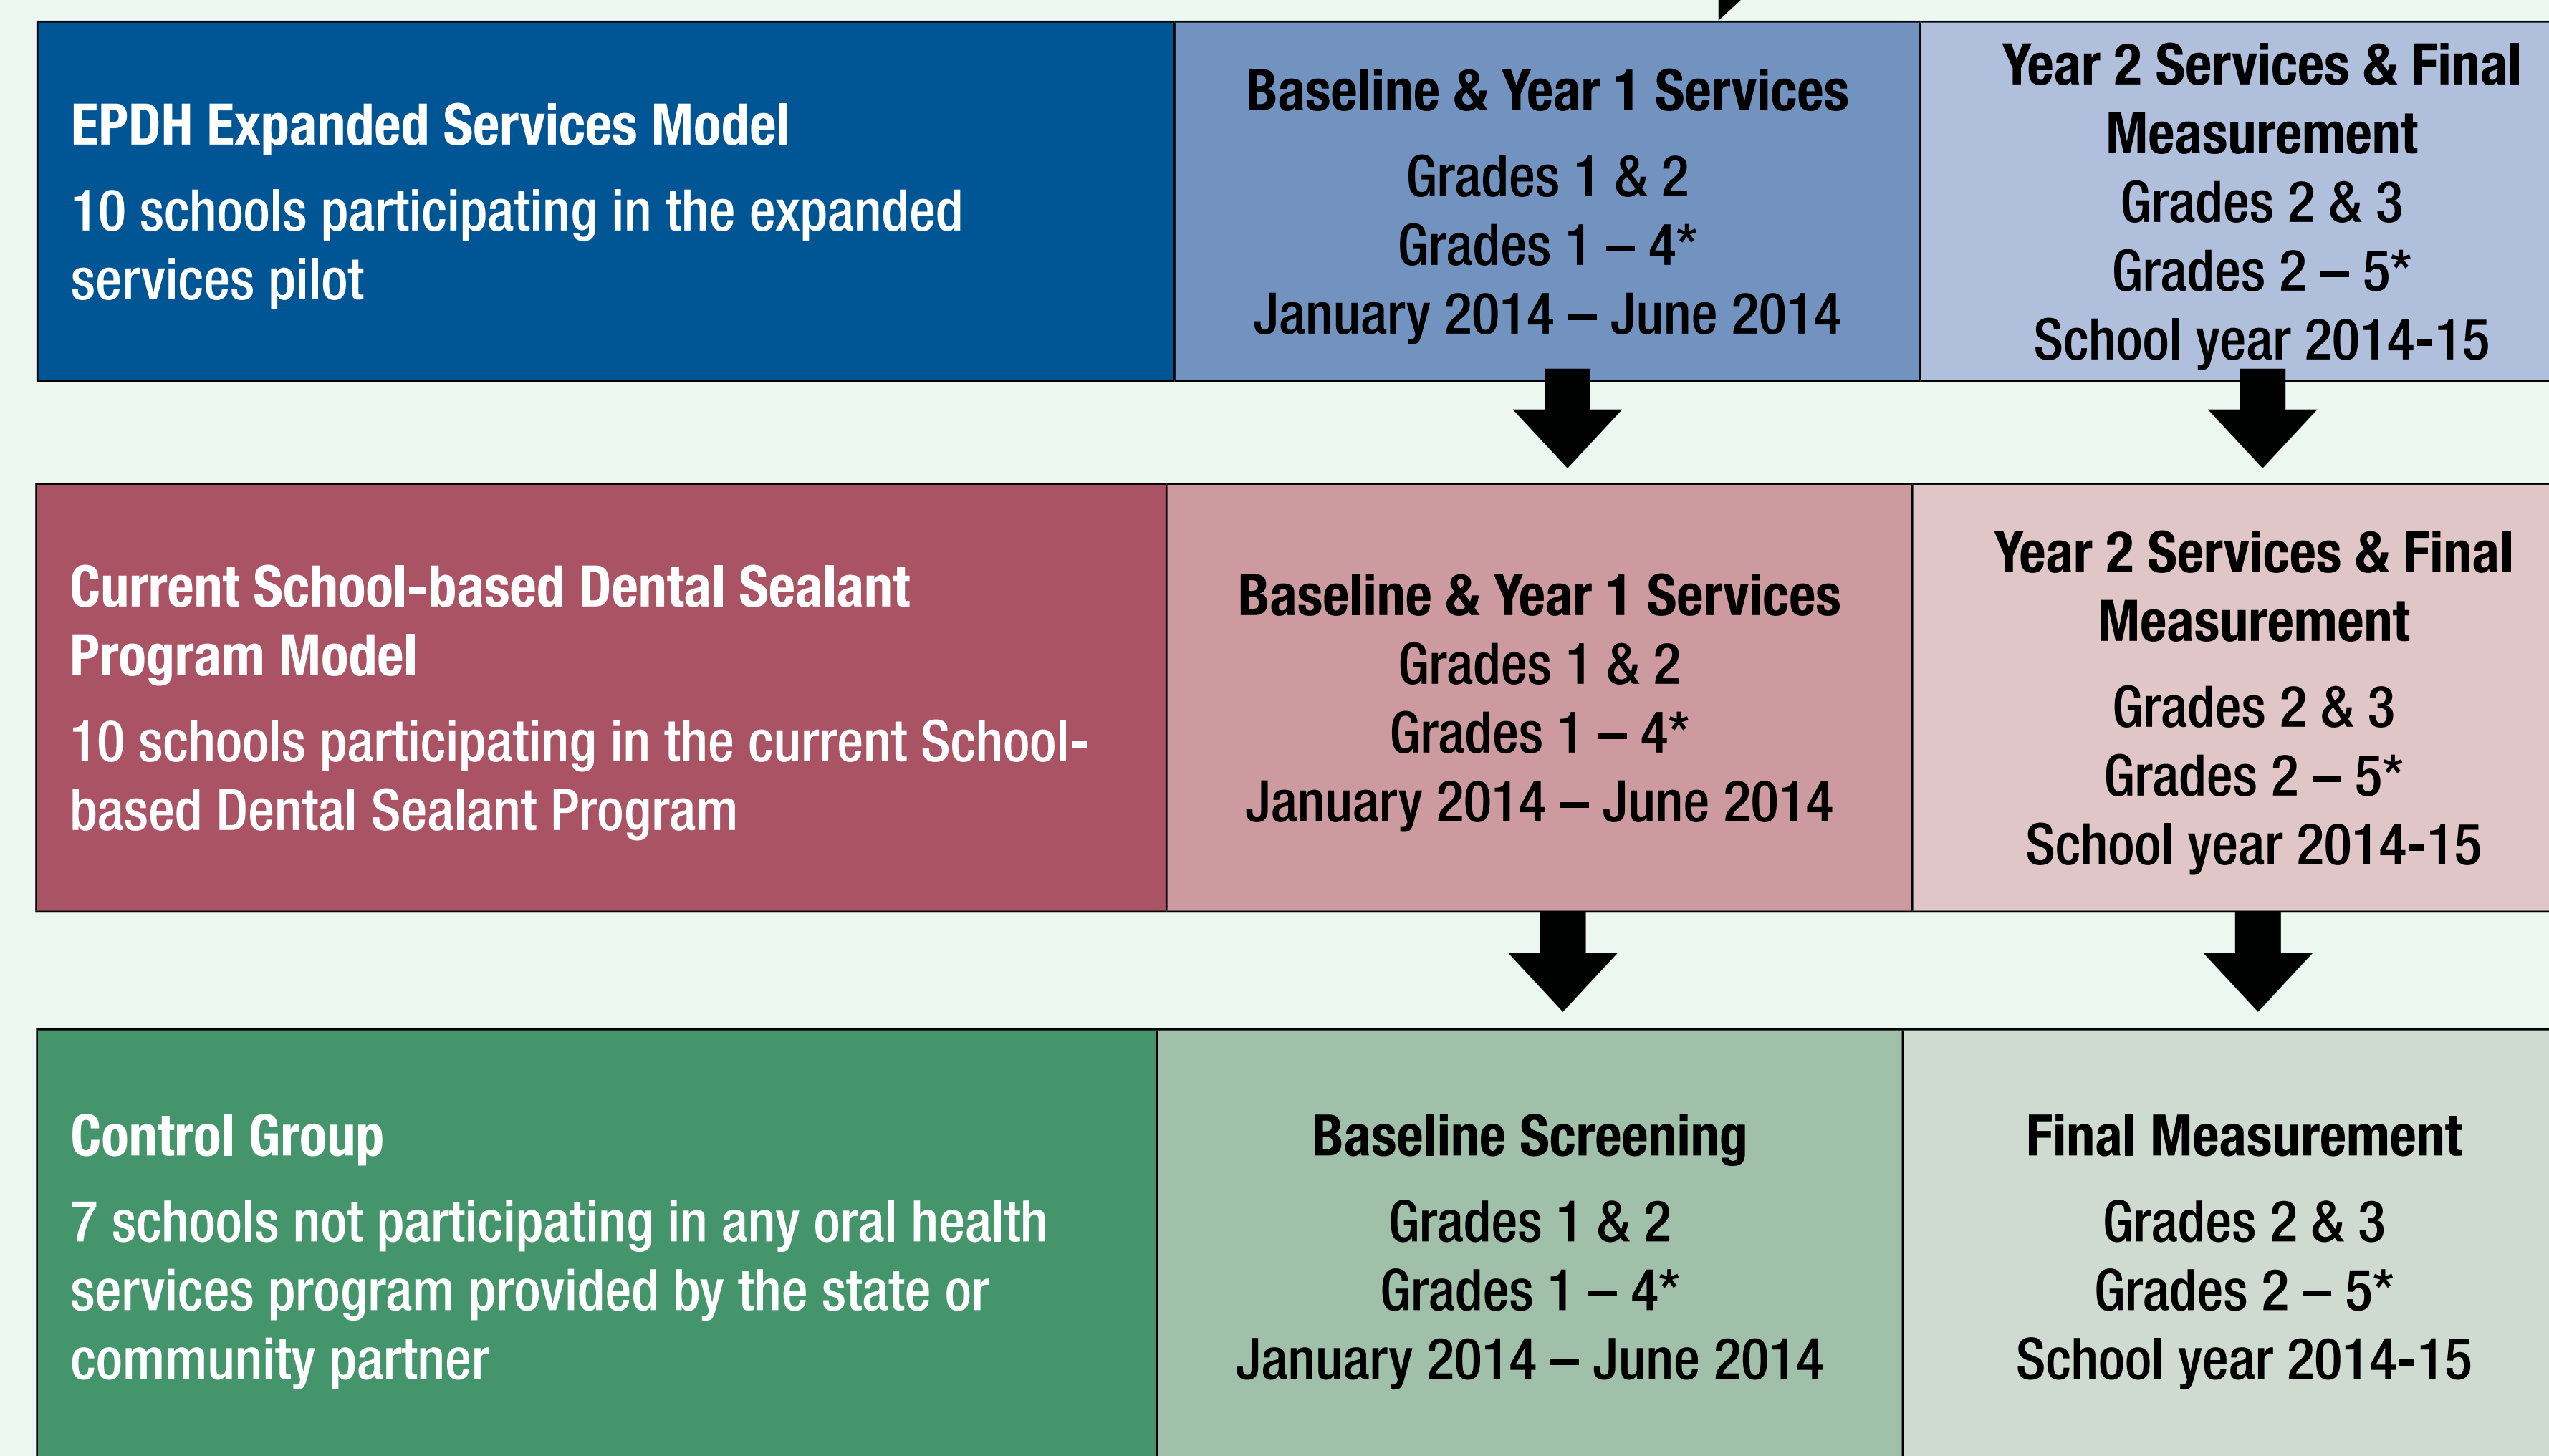 EPDH Expanded Services Model
10 schools participating in the expanded
services pilot
Baseline & Year 1 Services
Grades 1 & 2
Grades 1 – 4*
January 2014 – June 2014
Year 2 Services & Final
Measurement
Grades 2 & 3
Grades 2 – 5*
School year 2014-15
Current School-based Dental Sealant
Program Model
10 schools participating in the current School-
based Dental Sealant Program
Baseline & Year 1 Services
Grades 1 & 2
Grades 1 – 4*
January 2014 – June 2014
Year 2 Services & Final
Measurement
Grades 2 & 3
Grades 2 – 5*
School year 2014-15
Control Group
7 schools not participating in any oral health
services program provided by the state or
community partner
Baseline Screening
Grades 1 & 2
Grades 1 – 4*
January 2014 – June 2014
Final Measurement
Grades 2 & 3
Grades 2 – 5*
School year 2014-15